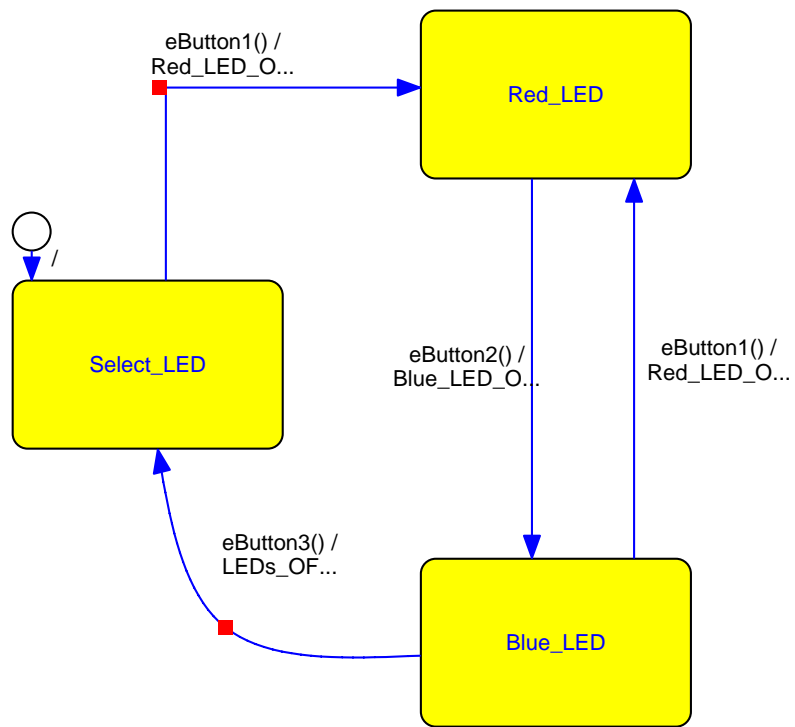 eButton1() /
Red_LED_O...
Red_LED
/
Select_LED
eButton2() /
Blue_LED_O...
eButton1() /
Red_LED_O...
eButton3() /
LEDs_OF...
Blue_LED